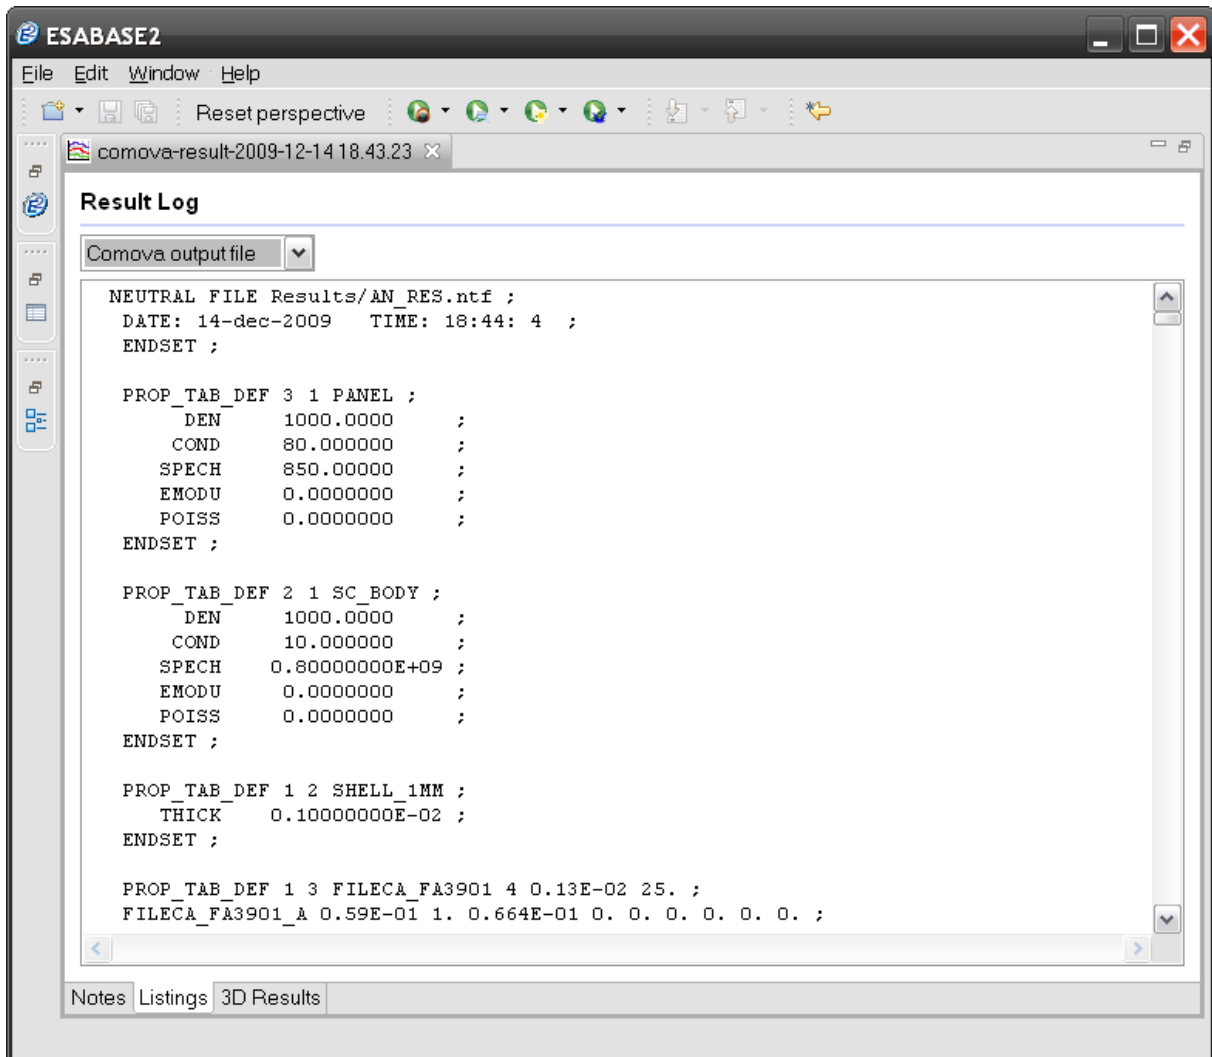 ESABASE2
File Edit Window Help
Reset perspective
comova-result-2009-12-14 18.43.23
Result Log
Comova output file
NEUTRAL FILE Results/AN_RES.ntf ;
DATE: 14-dec-2009 TIME: 18:44: 4 ;
ENDSET ;
PROP_TAB_DEF 3 1 PANEL ;
DEN 1000.0000 ;
COND 80.000000 ;
SPECH 850.00000 ;
EMODU 0.0000000 ;
POISS 0.0000000 ;
ENDSET ;
PROP_TAB_DEF 2 1 SC_BODY ;
DEN 1000.0000 ;
COND 10.000000 ;
SPECH 0.80000000E+09 ;
EMODU 0.0000000 ;
POISS 0.0000000 ;
ENDSET ;
PROP_TAB_DEF 1 2 SHELL_1MM ;
THICK 0.10000000E-02 ;
ENDSET ;
PROP_TAB_DEF 1 3 FILECA_FA3901 4 0.13E-02 25. ;
FILECA_FA3901_A 0.59E-01 1. 0.664E-01 0. 0. 0. 0. 0. 0. ;
Notes Listings 3D Results